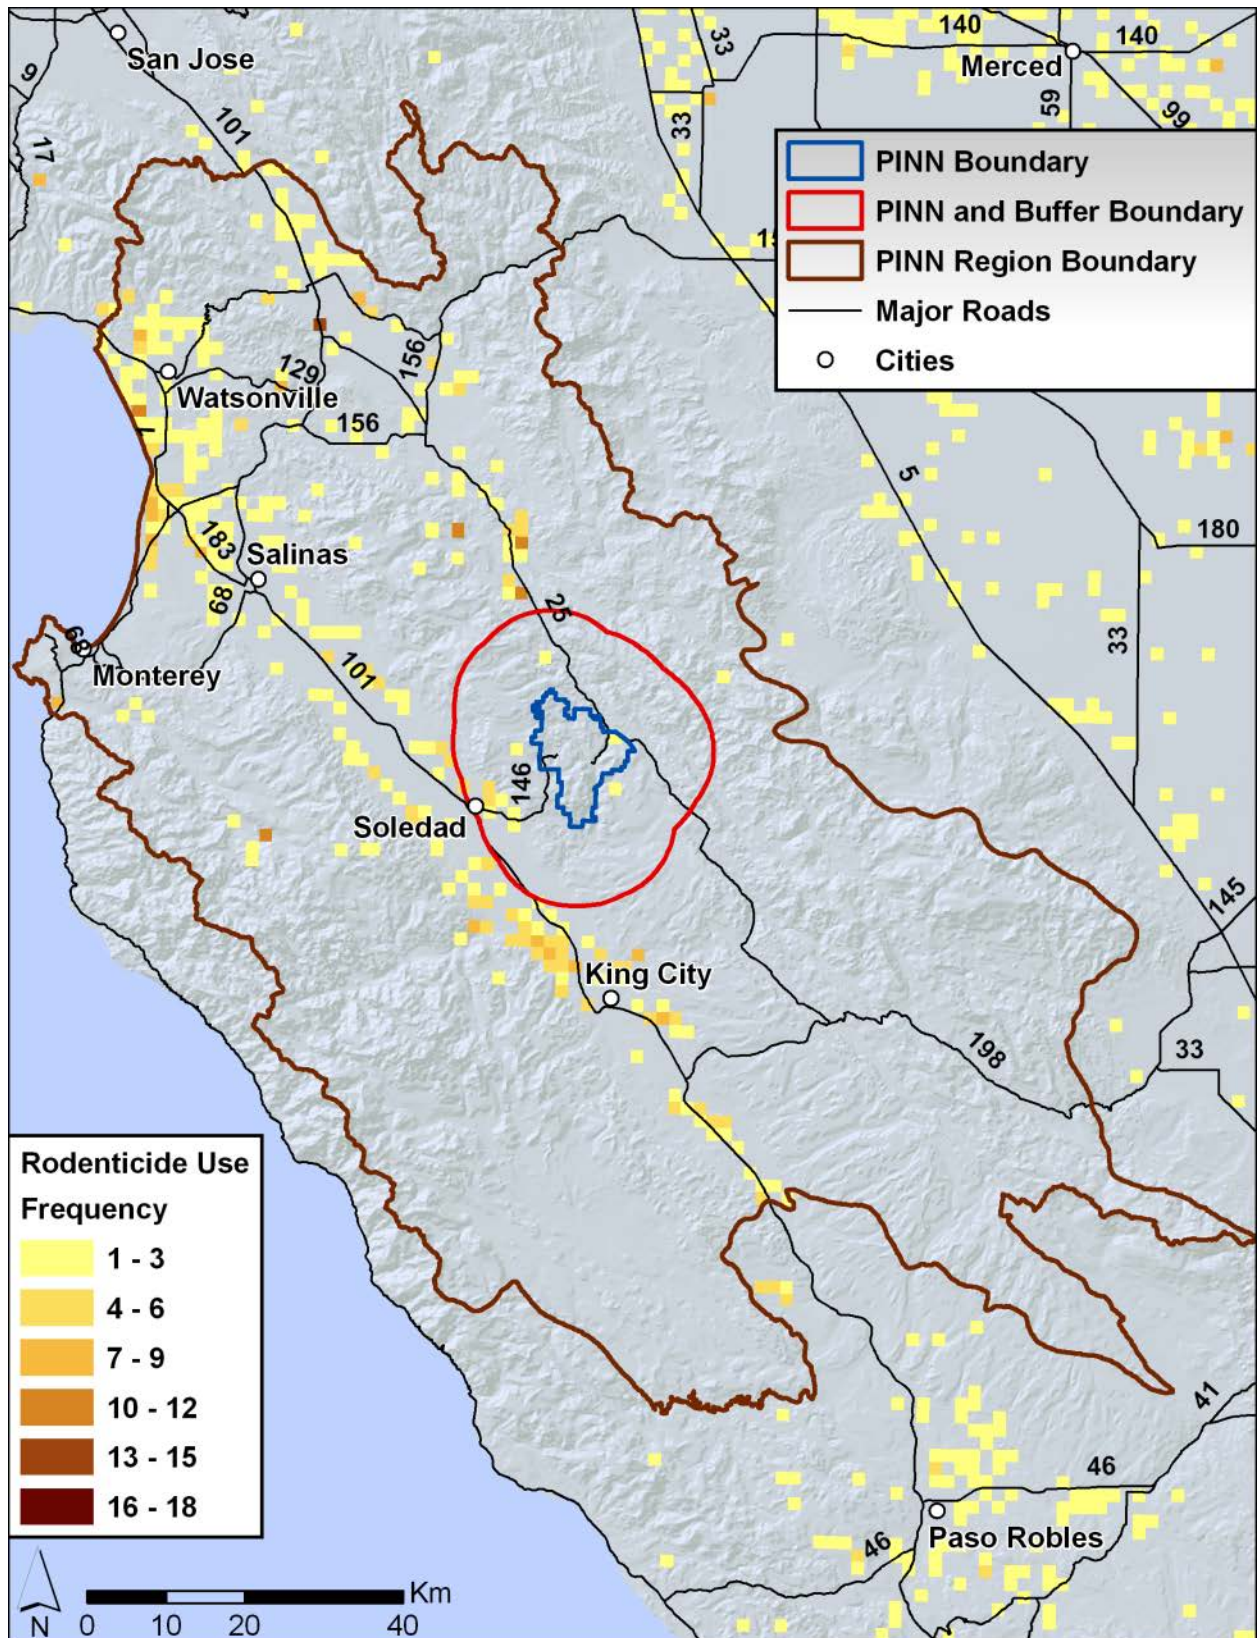 San Jose
9
101
17
33
140
140
Merced
59
99
33
PINN Boundary
PINN and Buffer Boundary
PINN Region Boundary
Major Roads
Cities
15
156
129
Watsonville
156
1
5
183
Salinas
180
68
25
33
68
Monterey
101
146
Soledad
145
King City
198
33
Rodenticide Use
Frequency
1 - 3
4 - 6
7 - 9
10 - 12
13 - 15
16 - 18
41
46
Paso Robles
46
N
Km
0 10 20 40